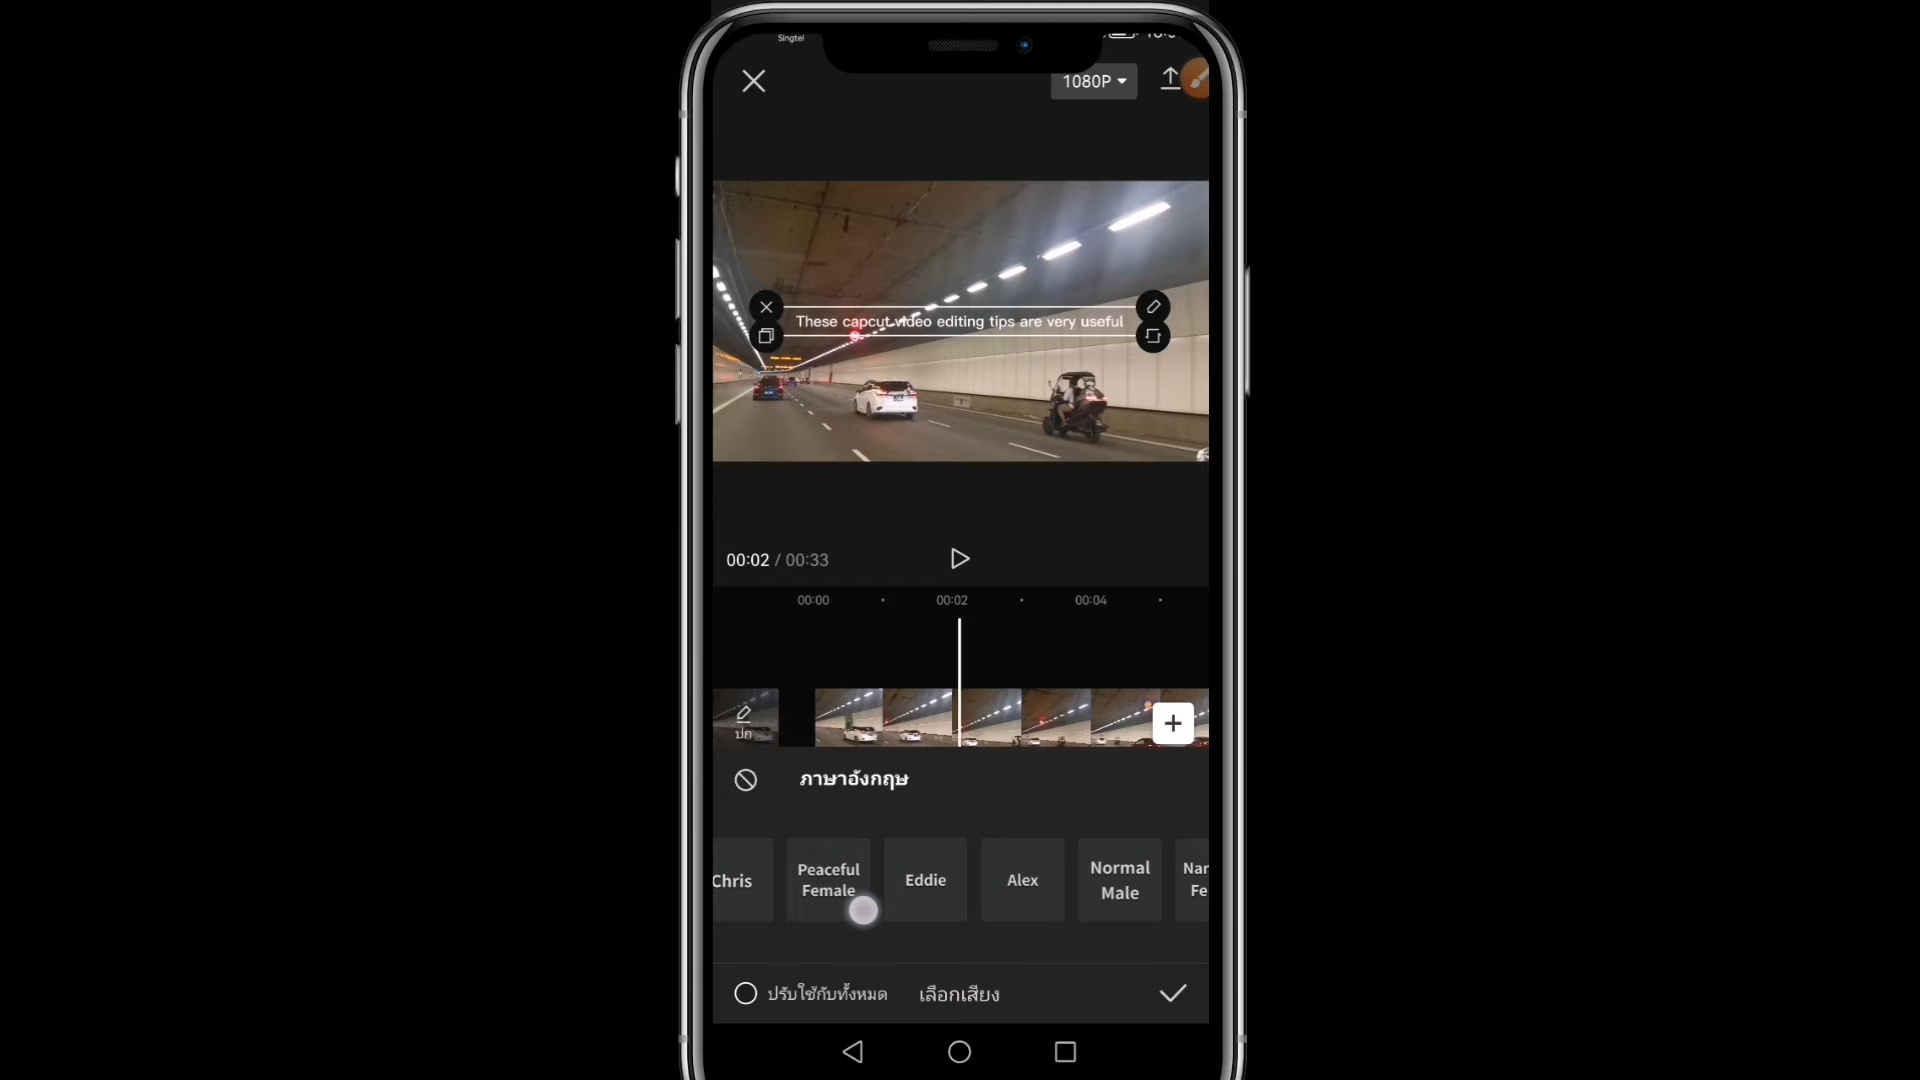 Singtel
1080P
These capcut video editing tips are very useful
00:02 / 00:33
00:00
00:02
00:04
ปก
ภาษาอังกฤษ
Chris
Peaceful
Female
Eddie
Alex
Normal
Male
ปรับใช้กับทั้งหมด
เลือกเสียง